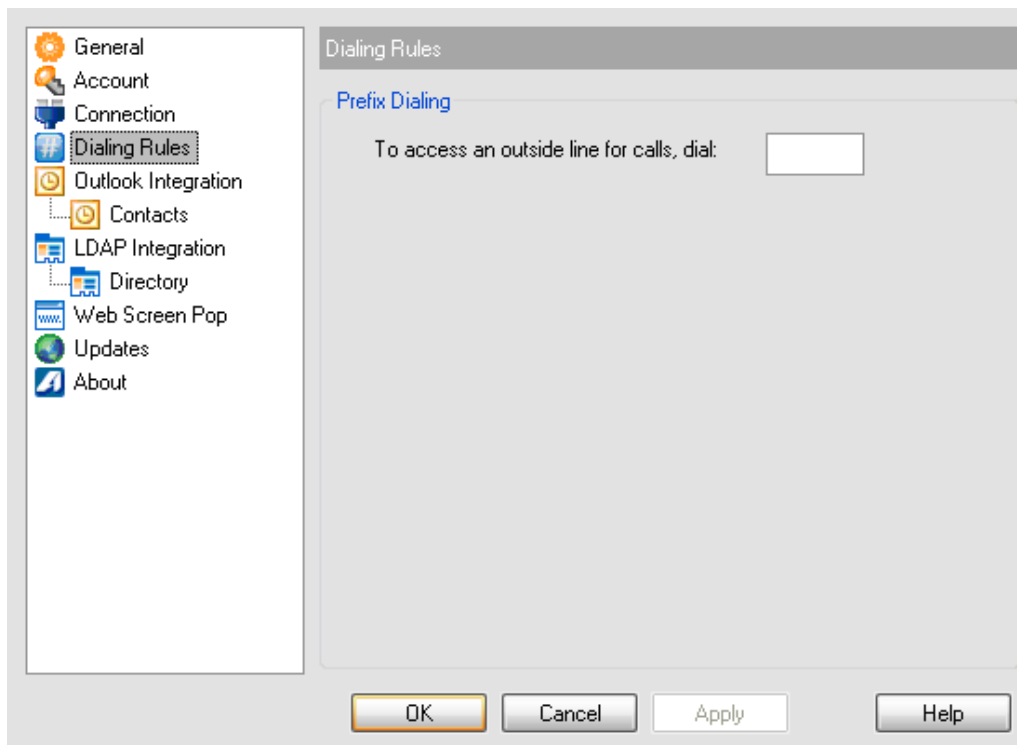 General
Account
Connection
# Dialing Rules
Outlook Integration
Contacts
LDAP Integration
Directory
www. Web Screen Pop
Updates
About
Dialing Rules
Prefix Dialing
To access an outside line for calls, dial:
OK
Cancel
Apply
Help